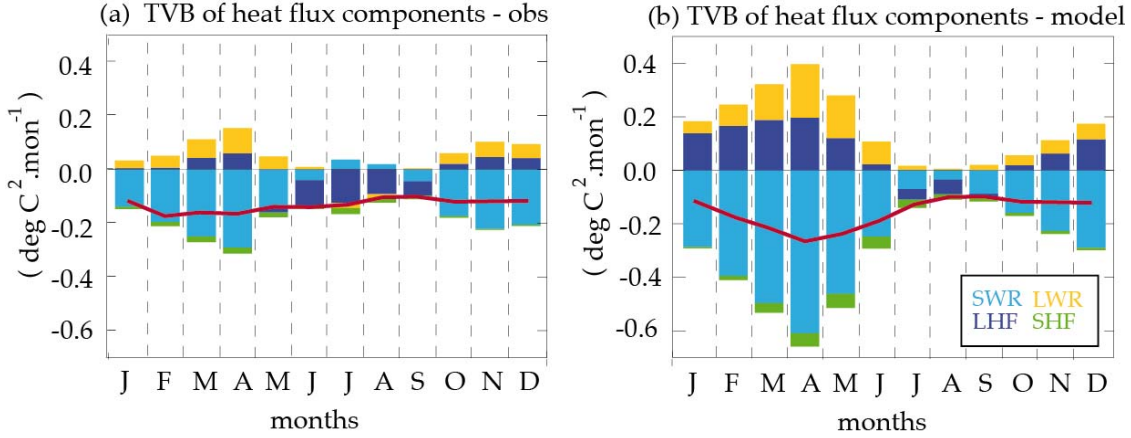 (a) TVB of heat flux components - obs
( deg C 2 .mon-1 )
0.4
0.2
0.0
-0.2
-0.4
-0.6
J F M A M J J A S O N D
months
(b) TVB of heat flux components - model
( deg C 2 .mon-1 )
0.4
0.2
0.0
-0.2
-0.4
-0.6
SWR LWR
LHF SHF
J F M A M J J A S O N D
months